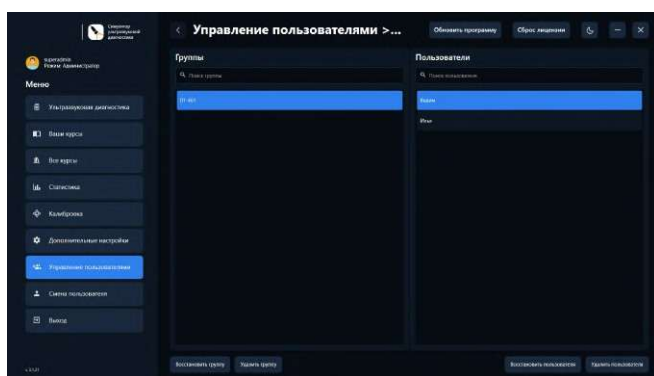 Симулятор
ультразвуковой
диагностики
Управление пользователями >...
Обновить программу
Сброс лицензии
superadmin
Режим: Администратор
Меню
Ультразвуковая диагностика
Ваши курсы
Все курсы
Статистика
Калибровка
Дополнительные настройки
Управление пользователями
Смена пользователя
Выход
Группы
Поиск группы
Пользователи
Поиск пользователя
Вадим
Илья
Восстановить группу
Удалить группу
Восстановить пользователя
Удалить пользователя